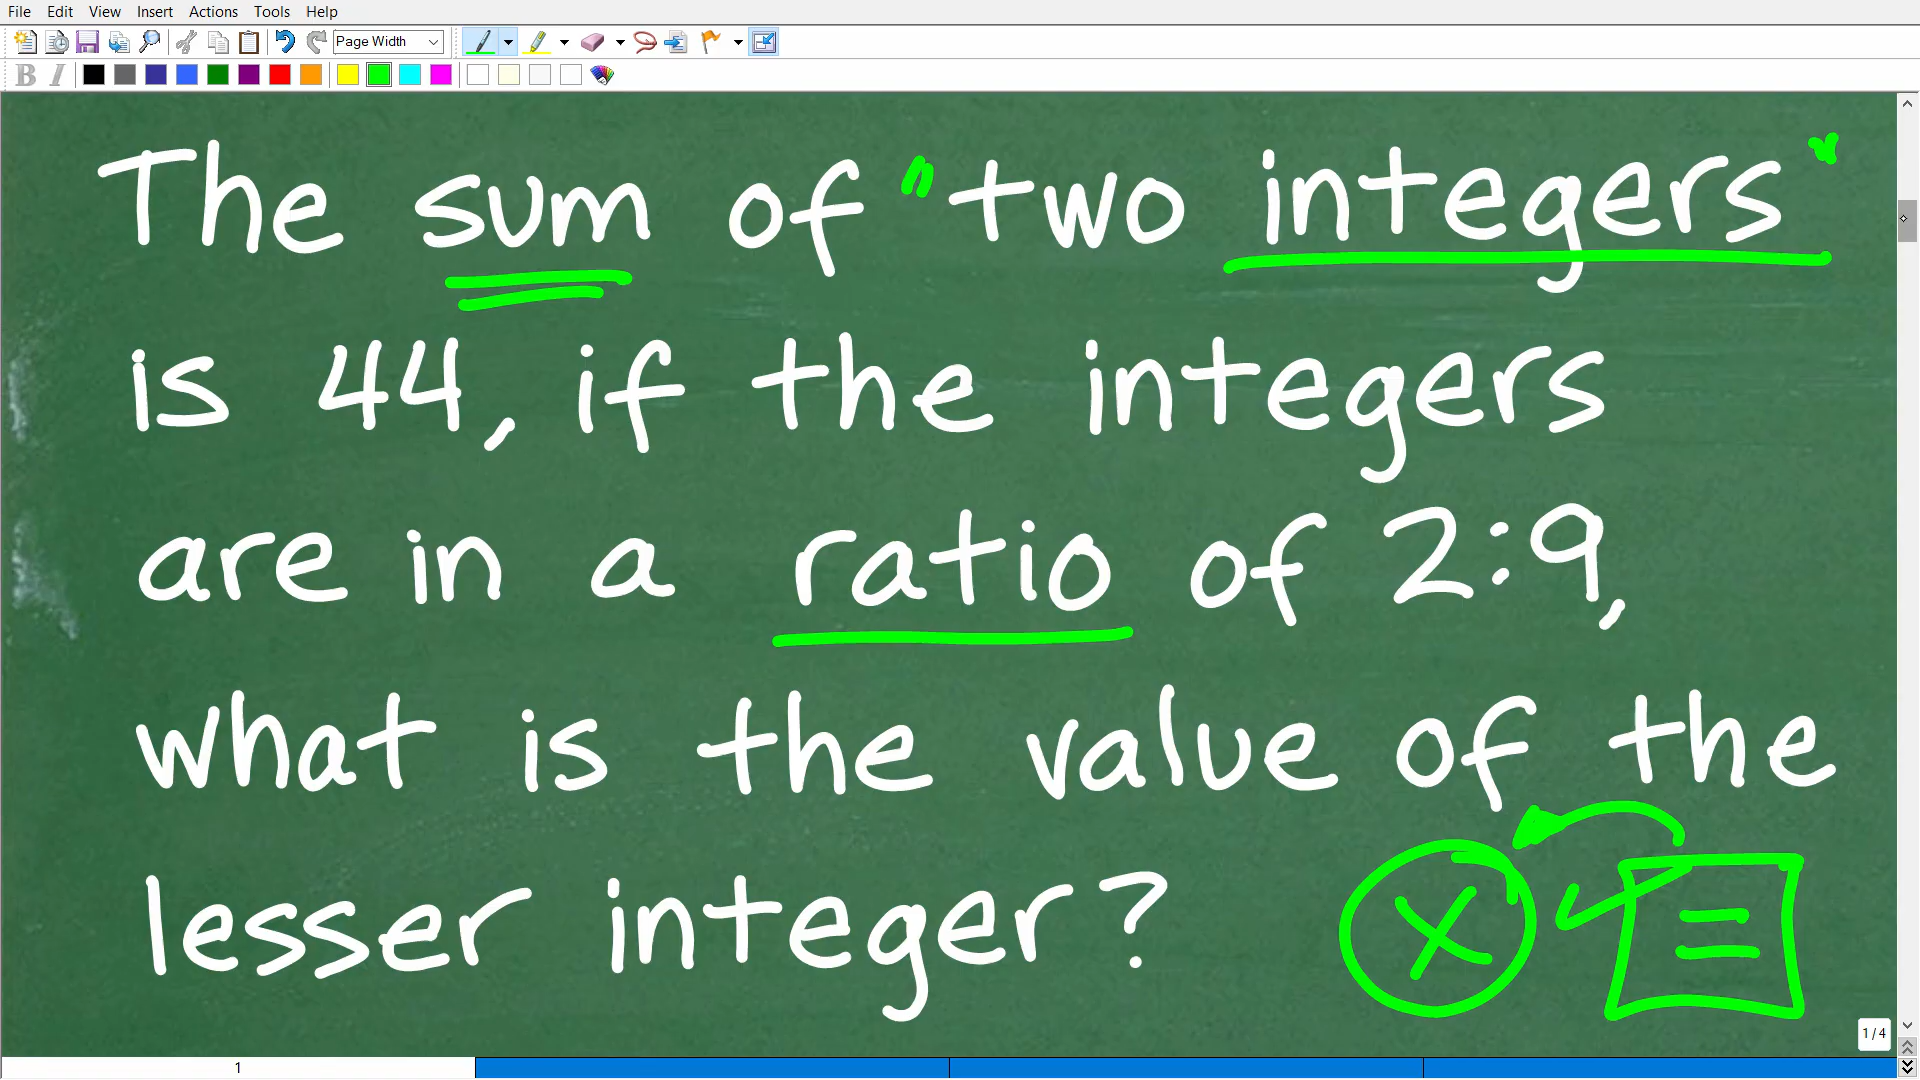 File Edit View Insert Actions Tools Help
Page Width
B I
The sum of "two integers"
is 44, if the integers
are in a ratio of 2:9,
what is the value of the
lesser integer?
X =
1/4
1